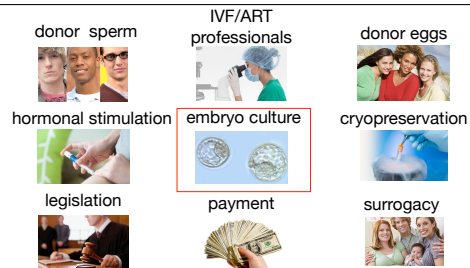 donor sperm
IVF/ART
professionals
donor eggs
hormonal stimulation
embryo culture
cryopreservation
legislation
payment
surrogacy